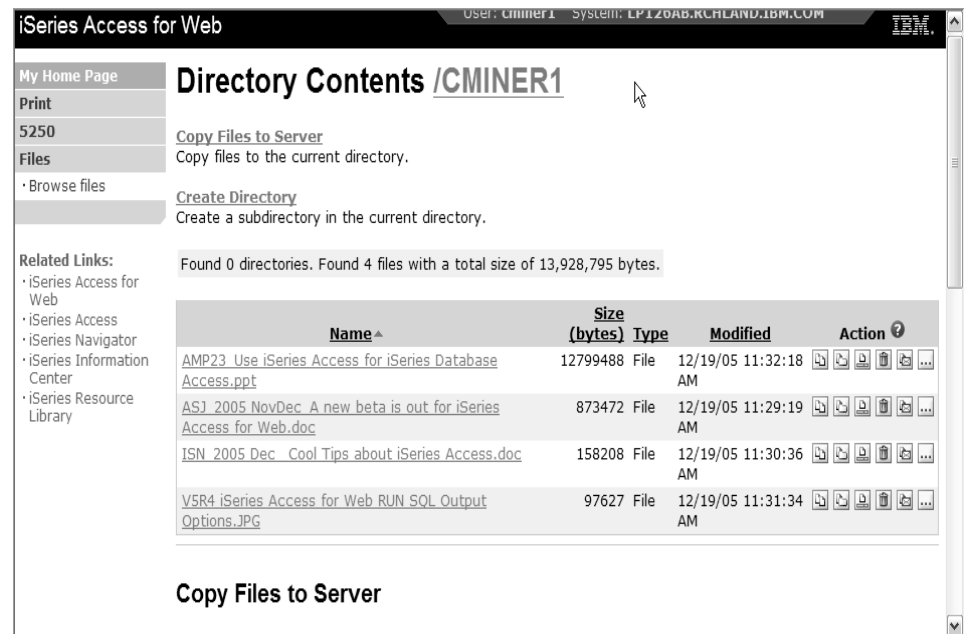 iSeries Access for Web
User: cminer1 System: LP126AB.RCHLAND.IBM.COM
IBM.
My Home Page
Print
5250
Files
· Browse files
Related Links:
· iSeries Access for
Web
· iSeries Access
· iSeries Navigator
· iSeries Information
Center
· iSeries Resource
Library
Directory Contents /CMINER1
Copy Files to Server
Copy files to the current directory.
Create Directory
Create a subdirectory in the current directory.
Found 0 directories. Found 4 files with a total size of 13,928,795 bytes.
Name Size (bytes) Type Modified Action ?
AMP23 Use iSeries Access for iSeries Database 12799488 File 12/19/05 11:32:18
Access.ppt AM
ASJ 2005 NovDec A new beta is out for iSeries 873472 File 12/19/05 11:29:19
Access for Web.doc AM
ISN 2005 Dec Cool Tips about iSeries Access.doc 158208 File 12/19/05 11:30:36
AM
V5R4 iSeries Access for Web RUN SQL Output 97627 File 12/19/05 11:31:34
Options.JPG AM
Copy Files to Server